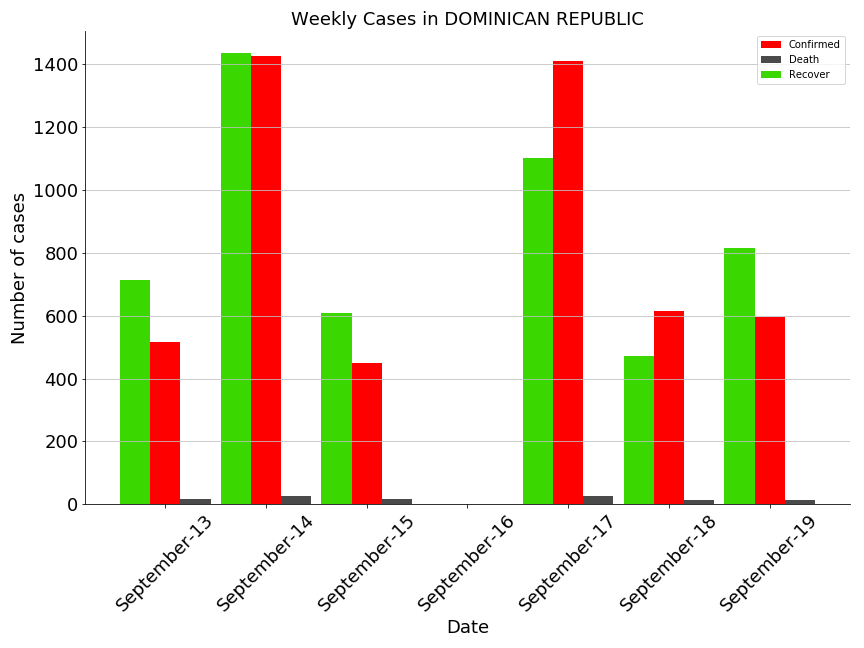 Weekly Cases in DOMINICAN REPUBLIC
Confirmed
Death
Recover
Number of cases
1400
1200
1000
800
600
400
200
0
September-13
September-14
September-15
September-16
September-17
September-18
September-19
Date